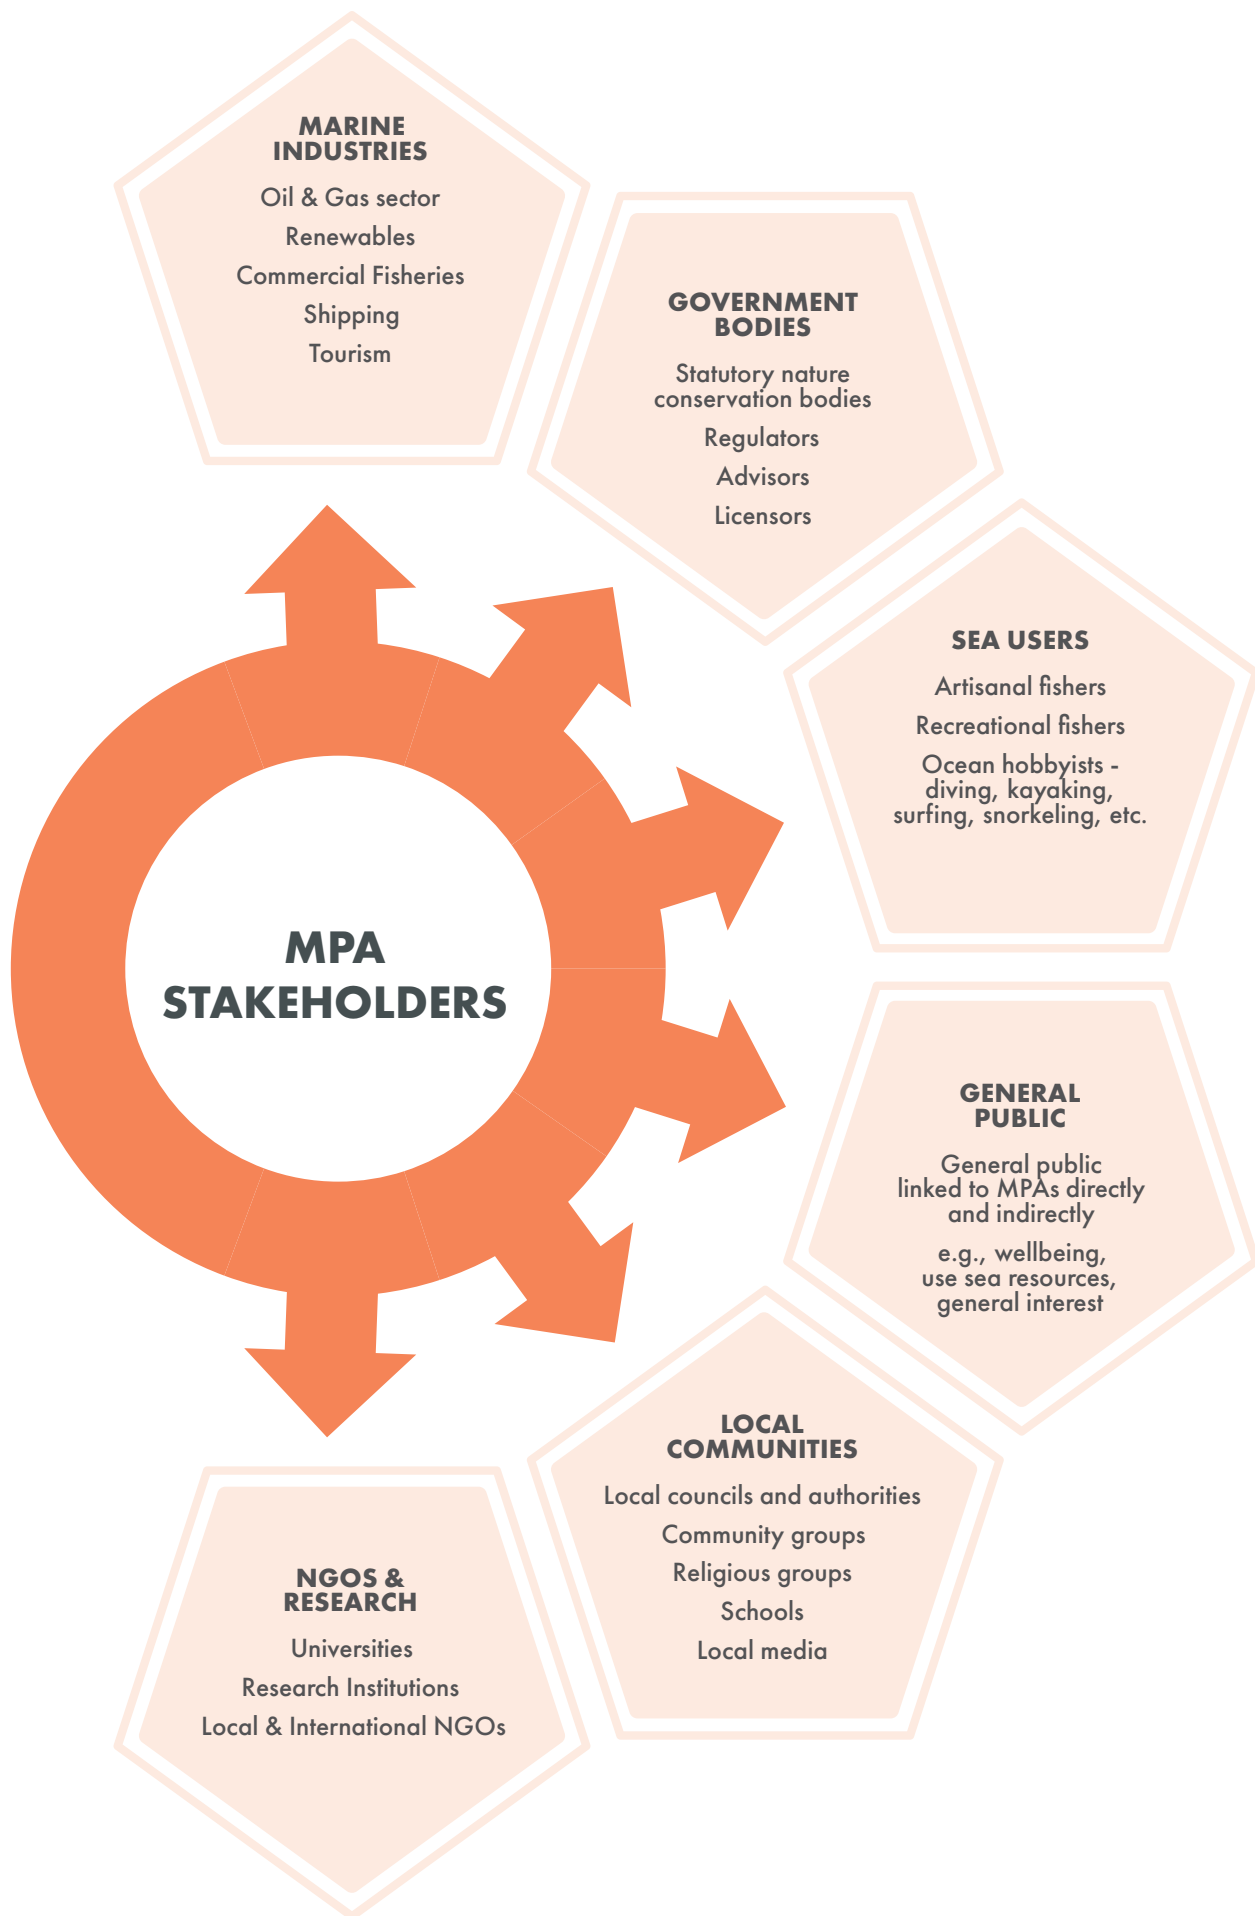 MARINE
INDUSTRIES
Oil & Gas sector
Renewables
Commercial Fisheries
Shipping
Tourism
GOVERNMENT
BODIES
Statutory nature
conservation bodies
Regulators
Advisors
Licensors
SEA USERS
Artisanal fishers
Recreational fishers
Ocean hobbyists -
diving, kayaking,
surfing, snorkeling, etc.
MPA
STAKEHOLDERS
GENERAL
PUBLIC
General public
linked to MPAs directly
and indirectly
e.g., wellbeing,
use sea resources,
general interest
LOCAL
COMMUNITIES
Local councils and authorities
Community groups
Religious groups
Schools
Local media
NGOS &
RESEARCH
Universities
Research Institutions
Local & International NGOs